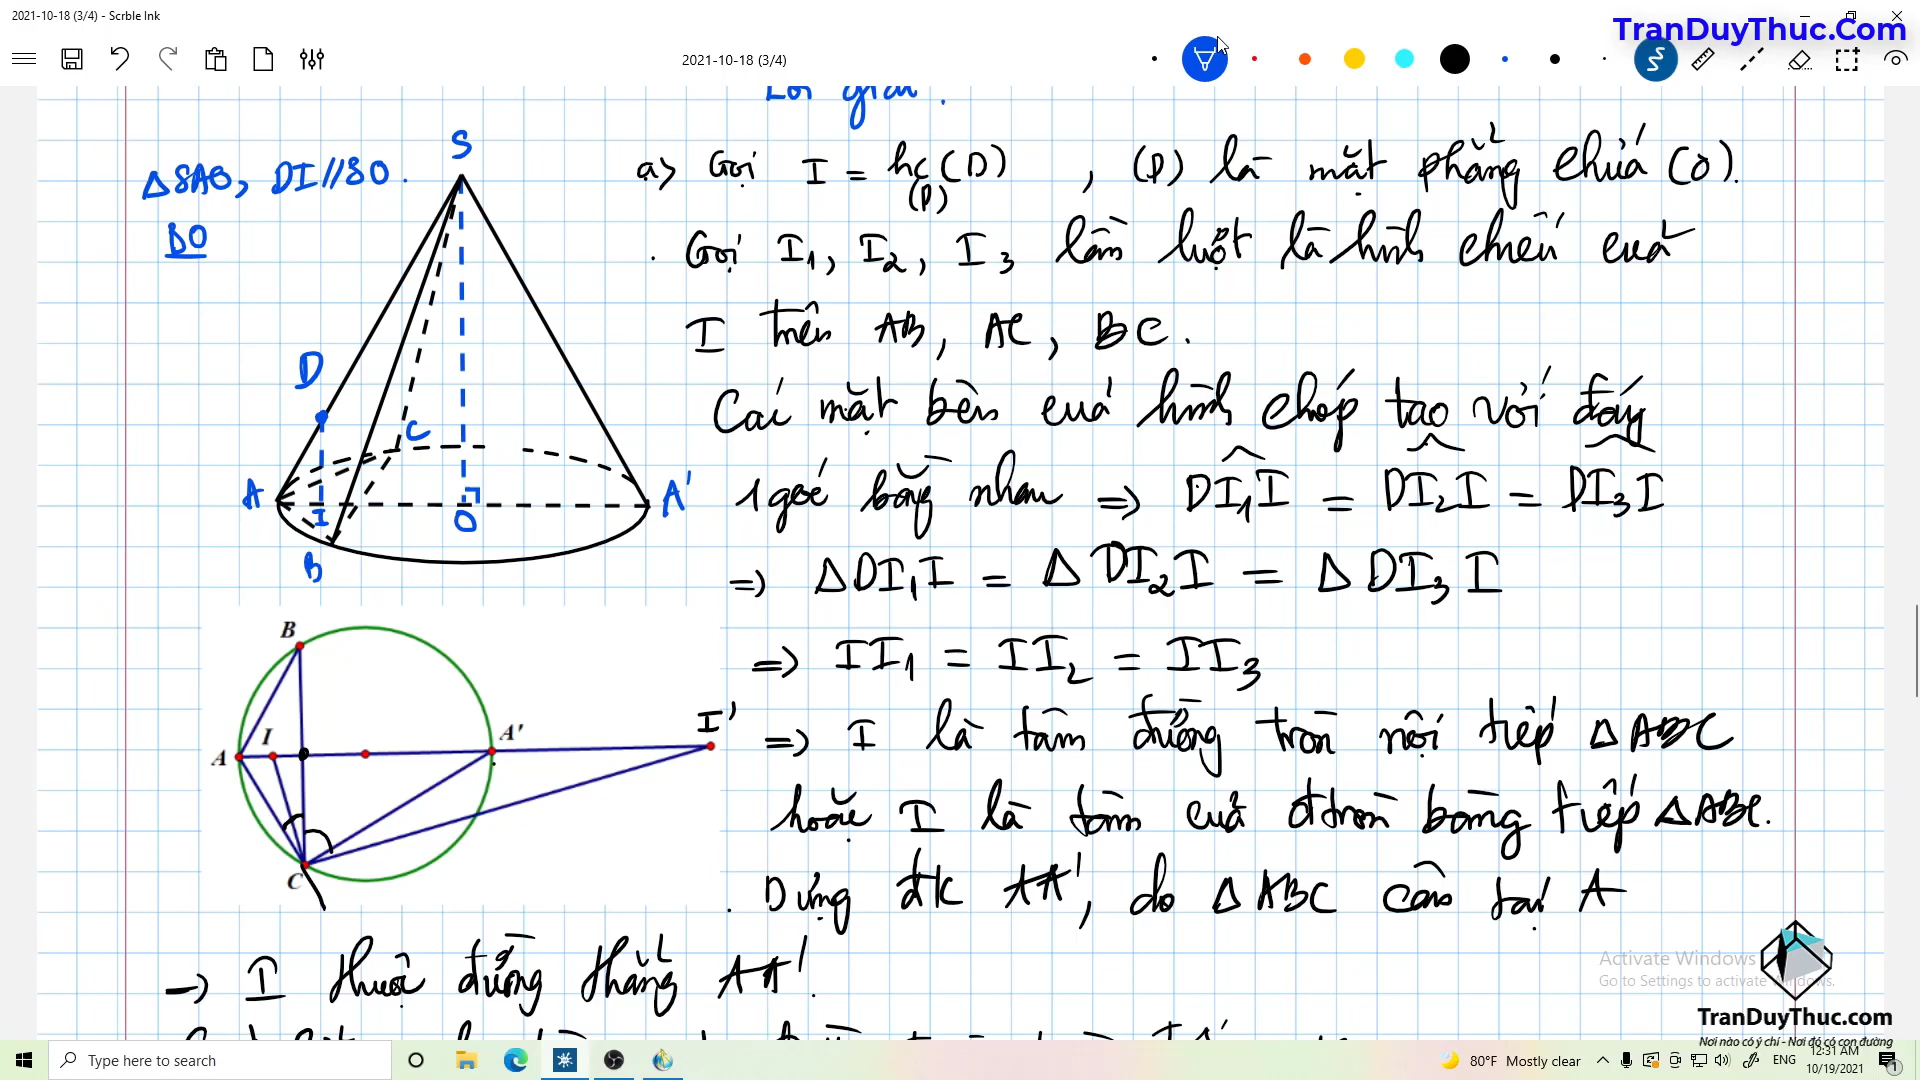 2021-10-18 (3/4) - Scrble Ink
TranDuyThuc.Com
2021-10-18 (3/4)
Lời giải:
ΔSAO, DI//SO.
DO
S
D
C
A
I
O
A'
B
a> Gọi I = hc(P)(D), (P) là mặt phẳng chứa (O).
. Gọi I1, I2, I3 lần lượt là hình chiếu của
I trên AB, AC, BC.
Các mặt bên của hình chóp tạo với đáy
1 góc bằng nhau => DI1I = DI2I = DI3I
=> ΔDI1I = ΔDI2I = ΔDI3I
=> II1 = II2 = II3
=> I là tâm đường tròn nội tiếp ΔABC
hoặc I là tâm của đtròn bàng tiếp ΔABC.
. Dựng đk AA', do ΔABC cân tại A
-> I thuộc đường thẳng AA'.
B
I
A
A'
I'
C
Activate Windows
Go to Settings to activate Windows.
TranDuyThuc.com
Nơi nào có ý chí - Nơi đó có con đường
Type here to search
80°F Mostly clear
ENG
12:31 AM
10/19/2021
1